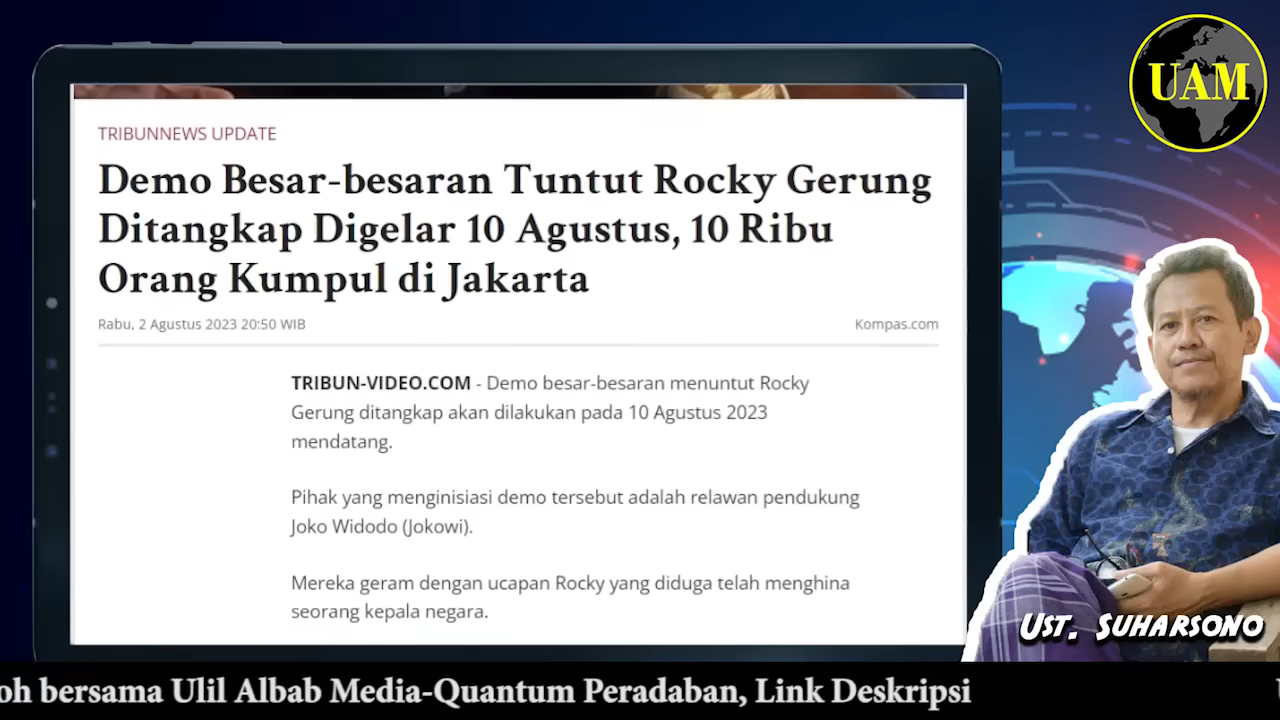 UAM
TRIBUNNEWS UPDATE
Demo Besar-besaran Tuntut Rocky Gerung
Ditangkap Digelar 10 Agustus, 10 Ribu
Orang Kumpul di Jakarta
Rabu, 2 Agustus 2023 20:50 WIB
Kompas.com
TRIBUN-VIDEO.COM - Demo besar-besaran menuntut Rocky
Gerung ditangkap akan dilakukan pada 10 Agustus 2023
mendatang.
Pihak yang menginisiasi demo tersebut adalah relawan pendukung
Joko Widodo (Jokowi).
Mereka geram dengan ucapan Rocky yang diduga telah menghina
seorang kepala negara.
Ust. Suharsono
oh bersama Ulil Albab Media-Quantum Peradaban, Link Deskripsi